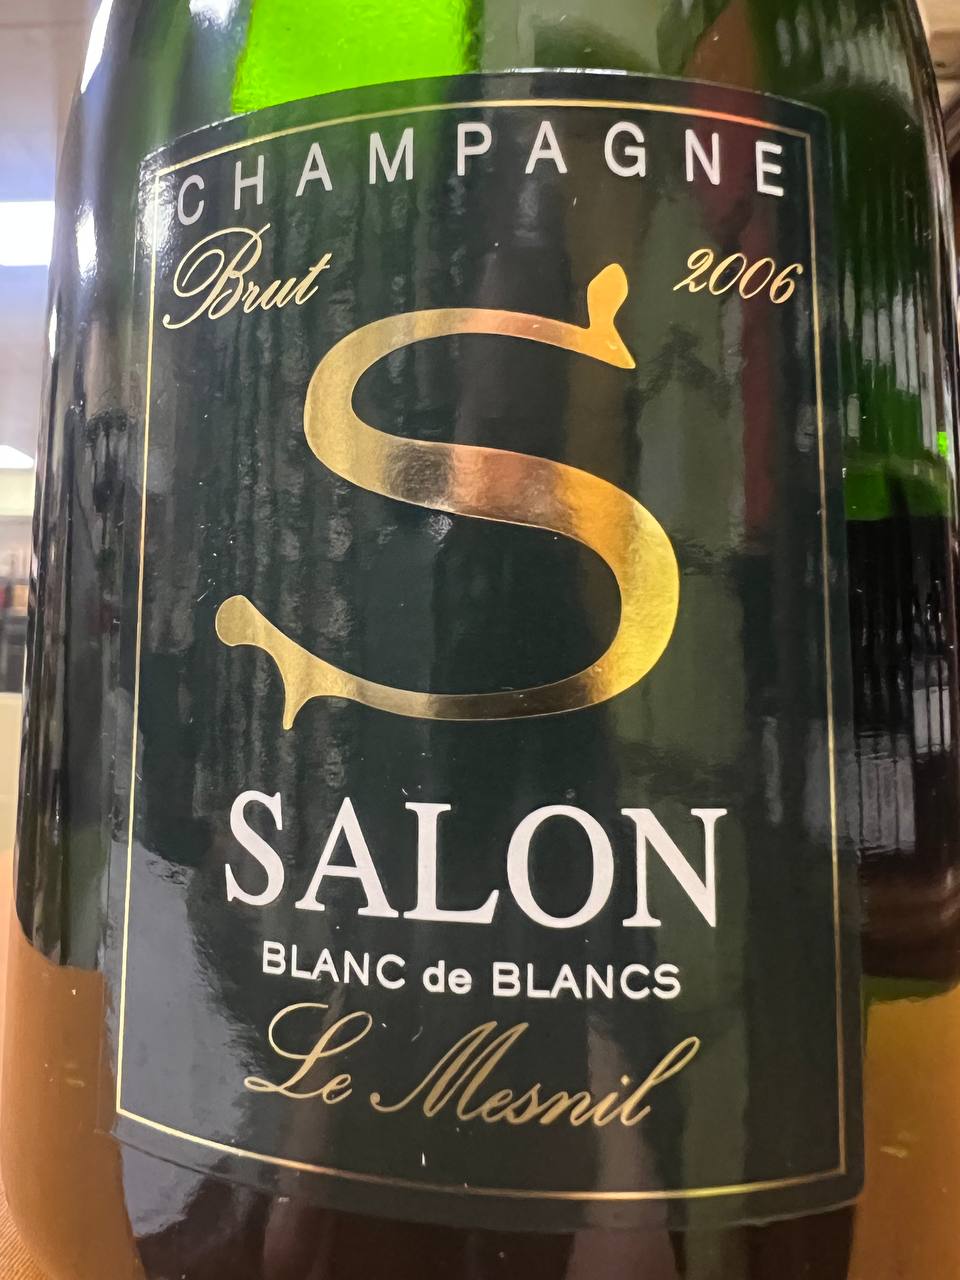 CHAMPAGNE
Brut 2006
S
SALON
BLANC de BLANCS
Le Mesnil